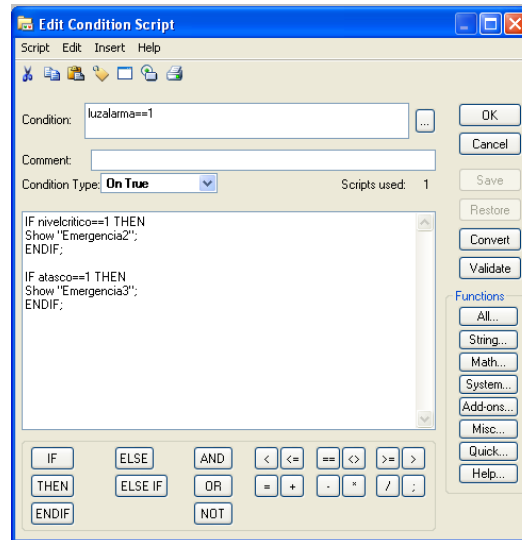 Edit Condition Script
Script Edit Insert Help
Condition: luzalarma==1 ...
OK
Cancel
Comment:
Condition Type: On True Scripts used: 1
Save
Restore
Convert
Validate
IF nivelcritico==1 THEN
Show "Emergencia2";
ENDIF;
IF atasco==1 THEN
Show "Emergencia3";
ENDIF;
Functions
All...
String...
Math...
System...
Add-ons...
Misc...
Quick...
Help...
IF ELSE AND < <= == <> >= >
THEN ELSE IF OR = + - * / ;
ENDIF NOT